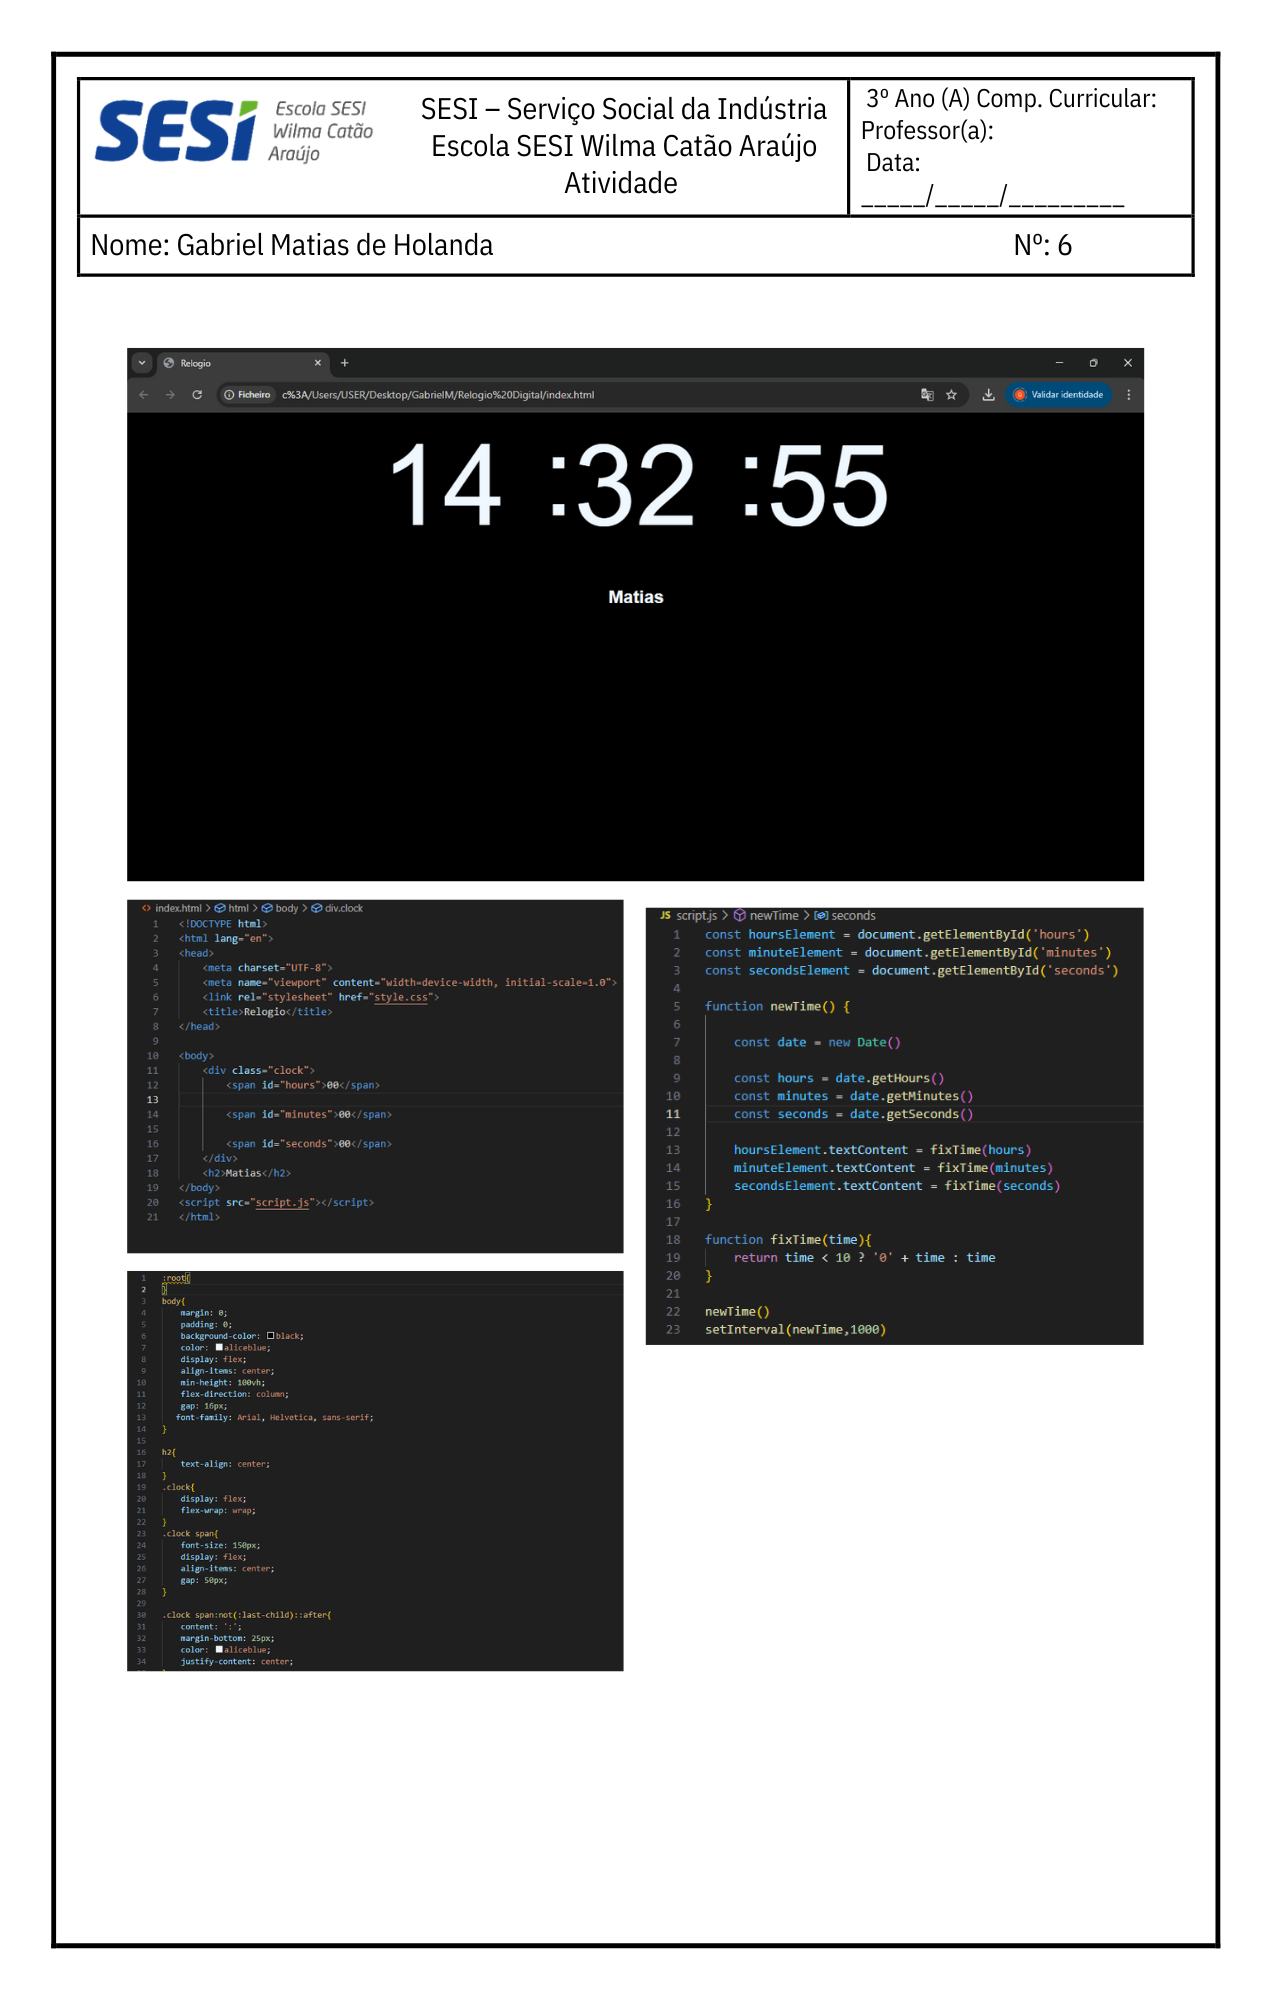 SESI
Escola SESI
Wilma Catão
Araújo
SESI – Serviço Social da Indústria
Escola SESI Wilma Catão Araújo
Atividade
3º Ano (A) Comp. Curricular:
Professor(a):
Data:
_____/_____/_________
Nome: Gabriel Matias de Holanda Nº: 6
Relogio
Ficheiro c%3A/Users/USER/Desktop/GabrielM/Relogio%20Digital/index.html Validar identidade
14 :32 :55
Matias
index.html > html > body > div.clock
1 <!DOCTYPE html>
2 <html lang="en">
3 <head>
4 <meta charset="UTF-8">
5 <meta name="viewport" content="width=device-width, initial-scale=1.0">
6 <link rel="stylesheet" href="style.css">
7 <title>Relogio</title>
8 </head>
9
10 <body>
11 <div class="clock">
12 <span id="hours">00</span>
13
14 <span id="minutes">00</span>
15
16 <span id="seconds">00</span>
17 </div>
18 <h2>Matias</h2>
19 </body>
20 <script src="script.js"></script>
21 </html>
JS script.js > newTime > seconds
1 const hoursElement = document.getElementById('hours')
2 const minuteElement = document.getElementById('minutes')
3 const secondsElement = document.getElementById('seconds')
4
5 function newTime() {
6
7 const date = new Date()
8
9 const hours = date.getHours()
10 const minutes = date.getMinutes()
11 const seconds = date.getSeconds()
12
13 hoursElement.textContent = fixTime(hours)
14 minuteElement.textContent = fixTime(minutes)
15 secondsElement.textContent = fixTime(seconds)
16 }
17
18 function fixTime(time){
19 return time < 10 ? '0' + time : time
20 }
21
22 newTime()
23 setInterval(newTime,1000)
1 :root{
2 }
3 body{
4 margin: 0;
5 padding: 0;
6 background-color: black;
7 color: aliceblue;
8 display: flex;
9 align-items: center;
10 min-height: 100vh;
11 flex-direction: column;
12 gap: 16px;
13 font-family: Arial, Helvetica, sans-serif;
14 }
15
16 h2{
17 text-align: center;
18 }
19 .clock{
20 display: flex;
21 flex-wrap: wrap;
22 }
23 .clock span{
24 font-size: 150px;
25 display: flex;
26 align-items: center;
27 gap: 50px;
28 }
29
30 .clock span:not(:last-child)::after{
31 content: ':';
32 margin-bottom: 25px;
33 color: aliceblue;
34 justify-content: center;